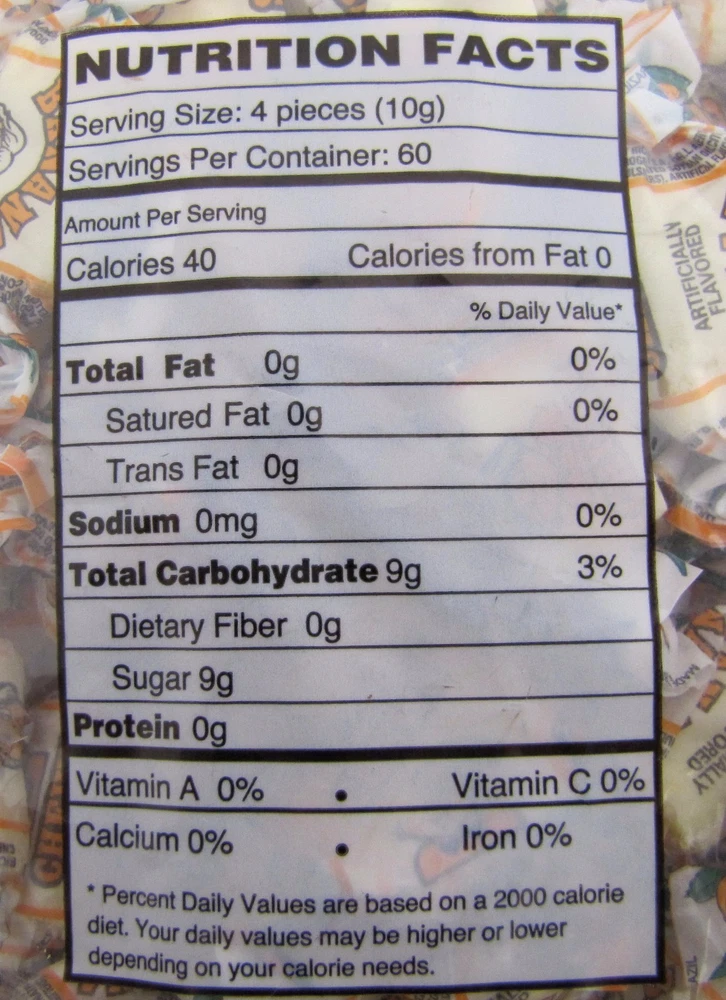 NUTRITION FACTS
Serving Size: 4 pieces (10g)
Servings Per Container: 60
Amount Per Serving
Calories 40 Calories from Fat 0
% Daily Value*
Total Fat 0g 0%
Satured Fat 0g 0%
Trans Fat 0g
Sodium 0mg 0%
Total Carbohydrate 9g 3%
Dietary Fiber 0g
Sugar 9g
Protein 0g
Vitamin A 0% • Vitamin C 0%
Calcium 0% • Iron 0%
* Percent Daily Values are based on a 2000 calorie
diet. Your daily values may be higher or lower
depending on your calorie needs.
ARTIFICIALLY
FLAVORED